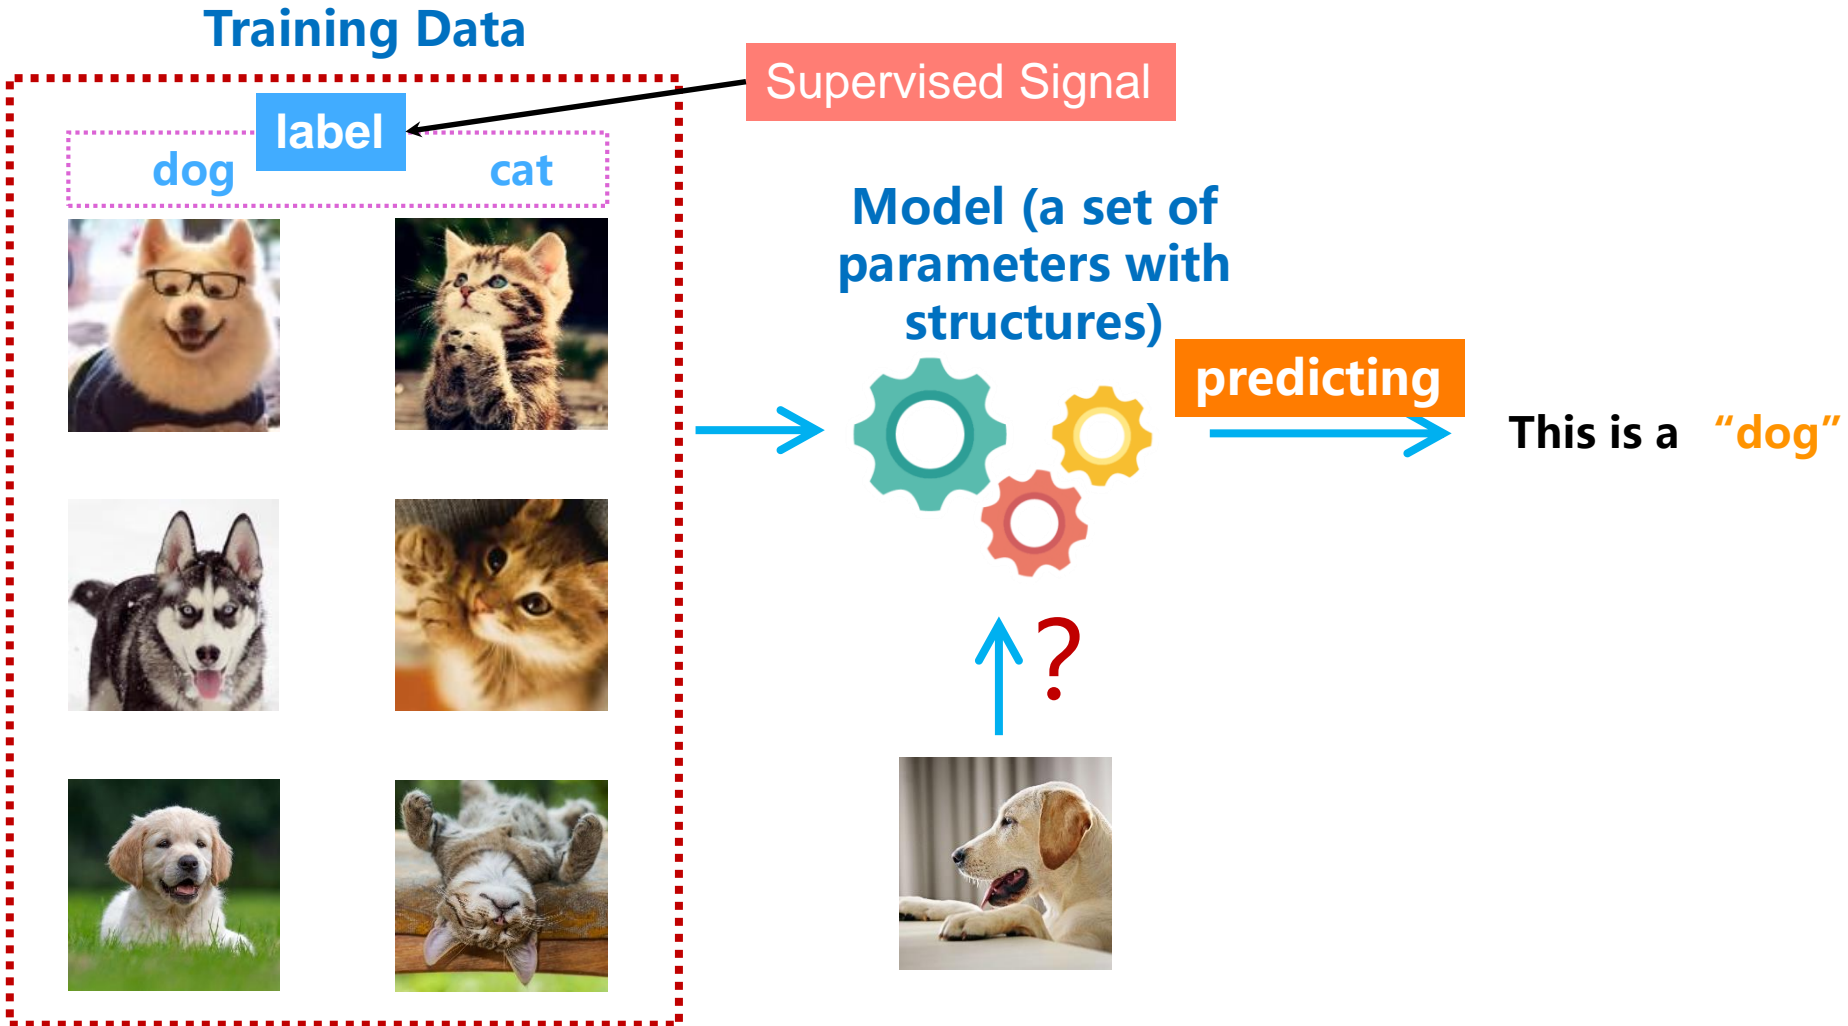 Training Data
Supervised Signal
label
dog cat
Model (a set of
parameters with
structures)
predicting
This is a “dog”
?